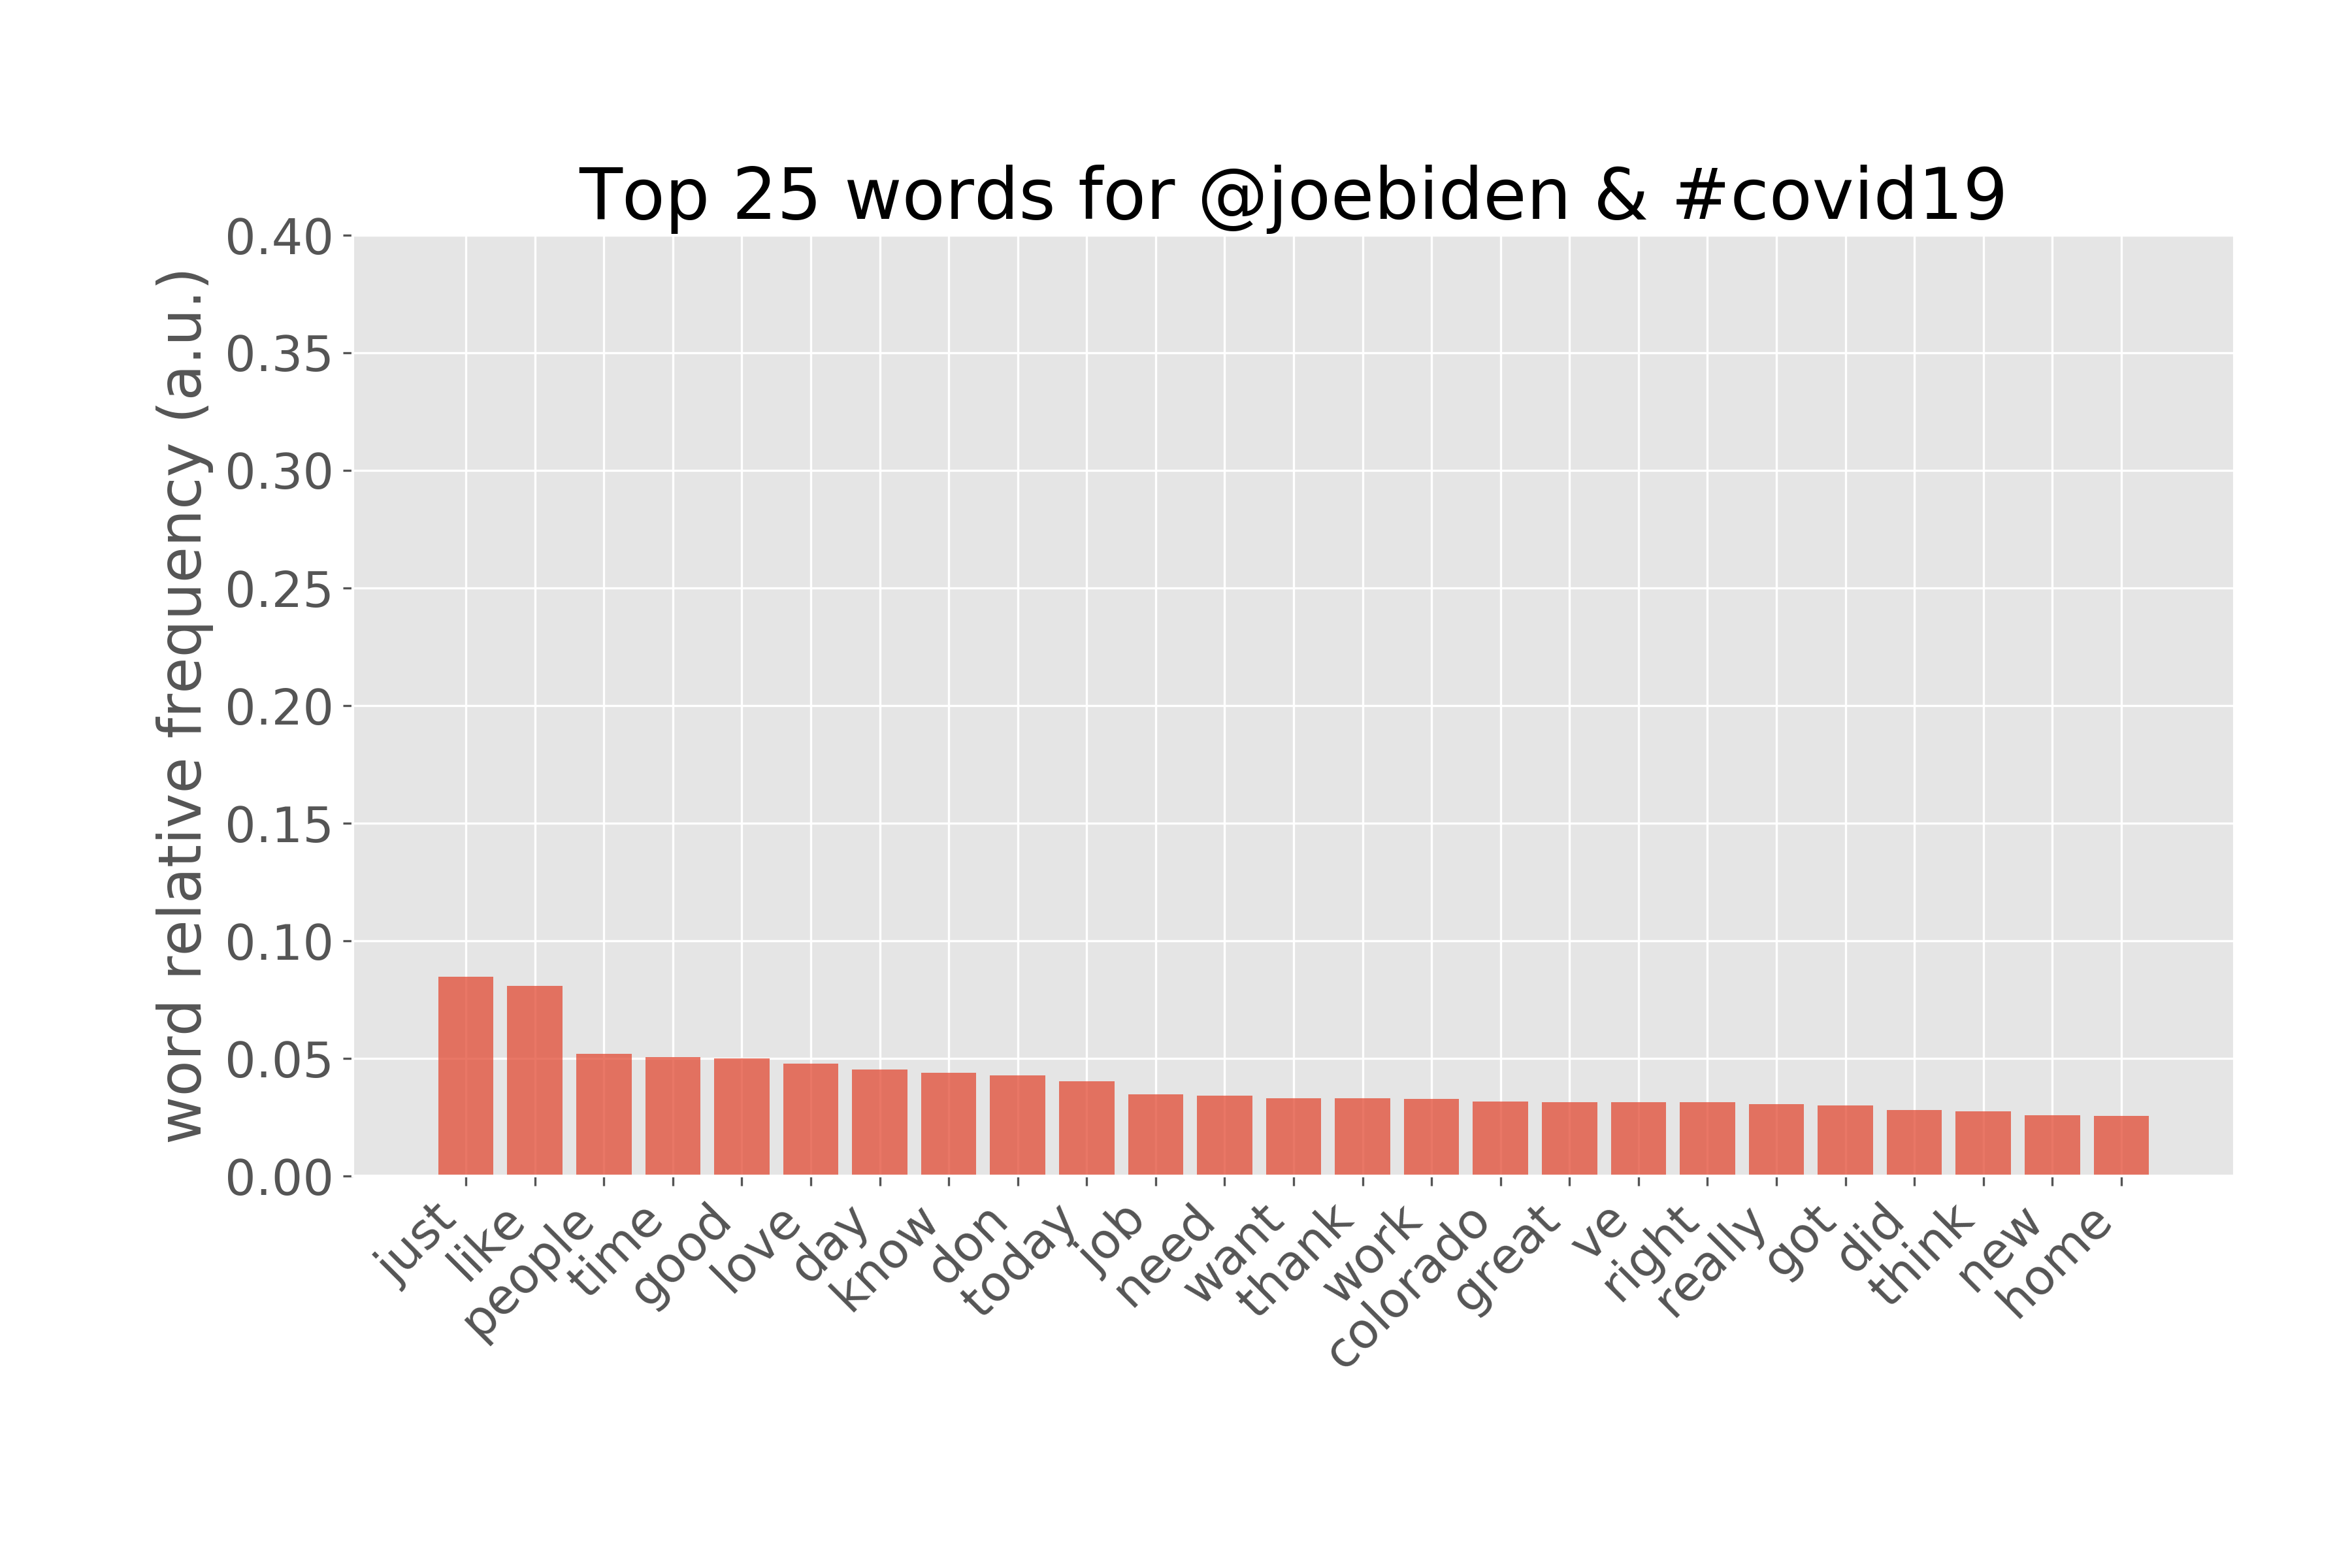 Top 25 words for @joebiden & #covid19
word relative frequency (a.u.)
0.40
0.35
0.30
0.25
0.20
0.15
0.10
0.05
0.00
just
like
people
time
good
love
day
know
don
today
job
need
want
thank
work
colorado
great
ve
right
really
got
did
think
new
home